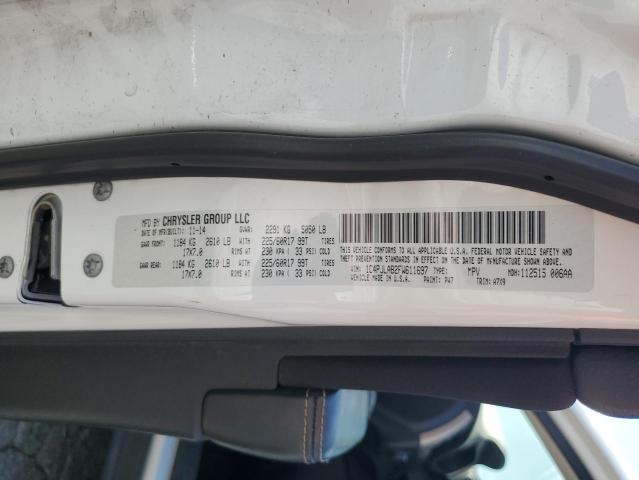 MFD BY CHRYSLER GROUP LLC
DATE OF MFR(BUILT): 11-14 GVWR: 2291 KG 5050 LB
GAWR FRONT: 1184 KG 2610 LB WITH 225/60R17 99T TIRES
17X7.0 RIMS AT 230 KPA ( 33 PSI COLD
GAWR REAR: 1184 KG 2610 LB WITH 225/60R17 99T TIRES
17X7.0 RIMS AT 230 KPA ( 33 PSI COLD
THIS VEHICLE CONFORMS TO ALL APPLICABLE U.S.A. FEDERAL MOTOR VEHICLE SAFETY AND
THEFT PREVENTION STANDARDS IN EFFECT ON THE DATE OF MANUFACTURE SHOWN ABOVE.
VIN: 1C4PJLAB2FW611697 MPV MDH: 112515 006AA
VEHICLE MADE IN U.S.A. PAINT: PW7 TRIM: A7X9